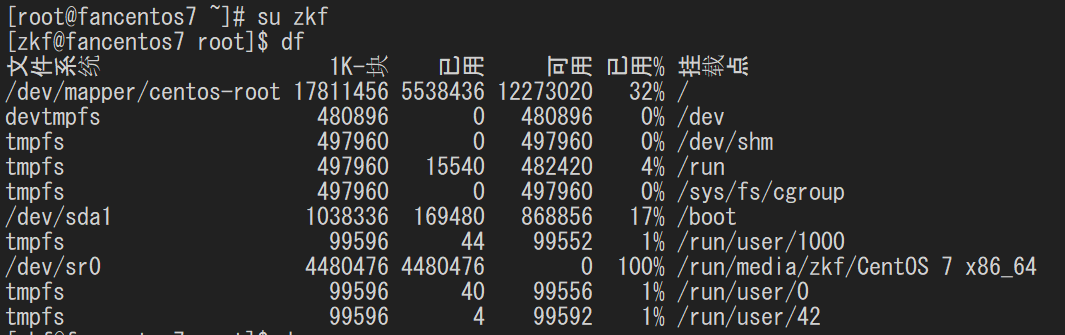 [root@fancentos7 ~]# su zkf
[zkf@fancentos7 root]$ df
文件系统 1K-块 已用 可用 已用% 挂载点
/dev/mapper/centos-root 17811456 5538436 12273020 32% /
devtmpfs 480896 0 480896 0% /dev
tmpfs 497960 0 497960 0% /dev/shm
tmpfs 497960 15540 482420 4% /run
tmpfs 497960 0 497960 0% /sys/fs/cgroup
/dev/sda1 1038336 169480 868856 17% /boot
tmpfs 99596 44 99552 1% /run/user/1000
/dev/sr0 4480476 4480476 0 100% /run/media/zkf/CentOS 7 x86_64
tmpfs 99596 40 99556 1% /run/user/0
tmpfs 99596 4 99592 1% /run/user/42